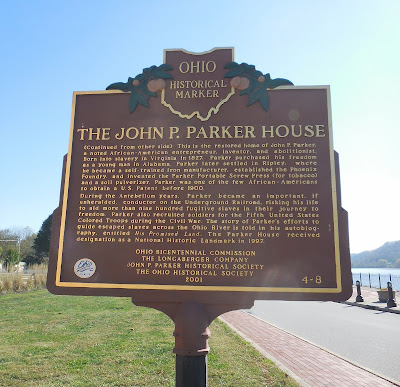 OHIO
HISTORICAL
MARKER
THE JOHN P. PARKER HOUSE
(Continued from other side) This is the restored home of John P. Parker,
a noted African-American entrepreneur, inventor, and abolitionist.
Born into slavery in Virginia in 1827, Parker purchased his freedom
as a young man in Alabama. Parker later settled in Ripley, where
he became a self-trained iron manufacturer, established the Phoenix
Foundry, and invented the Parker Portable Screw Press (for tobacco)
and a soil pulverizer. Parker was one of few African-Americans
to obtain a U.S. Patent before 1900.
During the Antebellum years, Parker became an important, if
unheralded, conductor on the Underground Railroad, risking his life
to aid more than nine hundred fugitive slaves in their journey to
freedom. Parker also recruited soldiers for the Fifth United States
Colored Troops during the Civil War. The story of Parker's efforts to
guide escaped slaves across the Ohio River is told in his autobiog-
raphy, entitled His Promised Land. The Parker House received
designation as a National Historic Landmark in 1997.
OHIO BICENTENNIAL COMMISSION
THE LONGABERGER COMPANY
JOHN P. PARKER HISTORICAL SOCIETY
THE OHIO HISTORICAL SOCIETY
2001
4-8